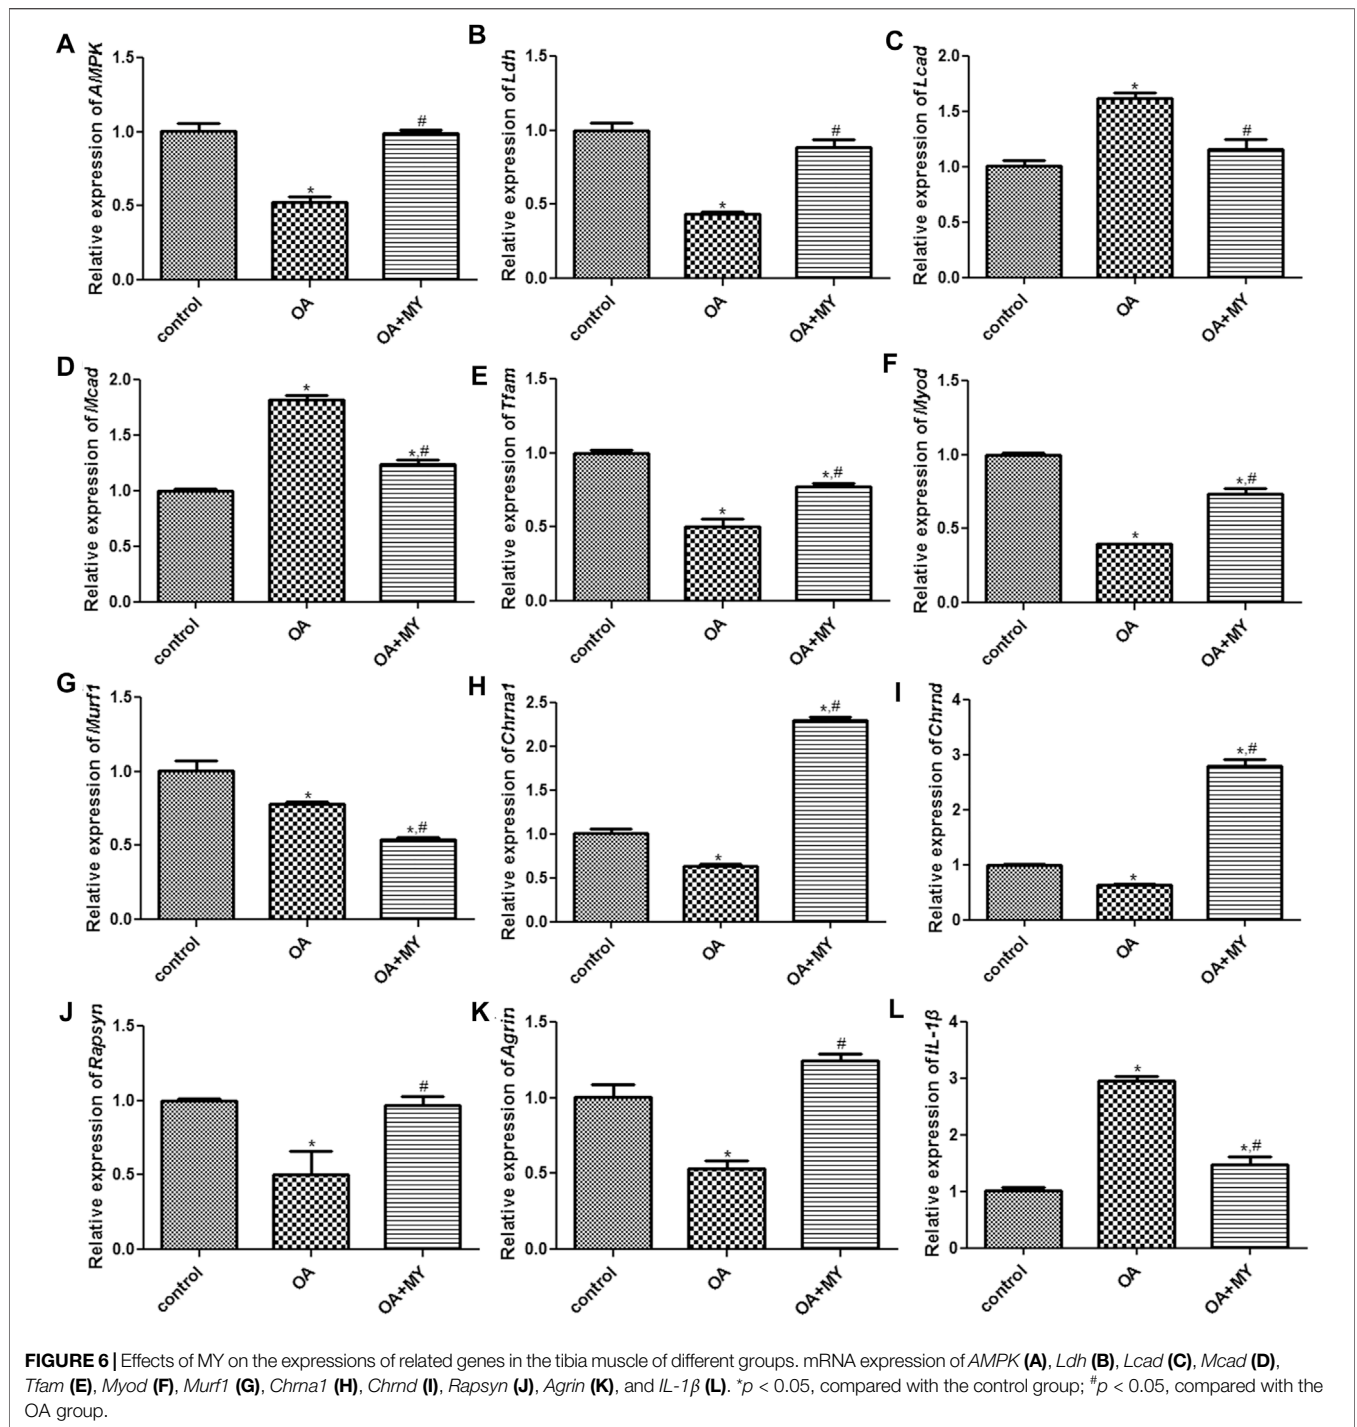 A
Relative expression of AMPK
1.5
1.0
0.5
0.0
*
#
control
OA
OA+MY
B
Relative expression of Ldh
1.5
1.0
0.5
0.0
*
#
control
OA
OA+MY
C
Relative expression of Lcad
2.0
1.5
1.0
0.5
0.0
*
#
control
OA
OA+MY
D
Relative expression of Mcad
2.0
1.5
1.0
0.5
0.0
*
*,#
control
OA
OA+MY
E
Relative expression of Tfam
1.5
1.0
0.5
0.0
*
*,#
control
OA
OA+MY
F
Relative expression of Myod
1.5
1.0
0.5
0.0
*
*,#
control
OA
OA+MY
G
Relative expression of Murf1
1.5
1.0
0.5
0.0
*
*,#
control
OA
OA+MY
H
Relative expression of Chrna1
2.5
2.0
1.5
1.0
0.5
0.0
*
*,#
control
OA
OA+MY
I
Relative expression of Chrnd
4
3
2
1
0
*
*,#
control
OA
OA+MY
J
Relative expression of Rapsyn
1.5
1.0
0.5
0.0
*
#
control
OA
OA+MY
K
Relative expression of Agrin
1.5
1.0
0.5
0.0
*
#
control
OA
OA+MY
L
Relative expression of IL-1β
4
3
2
1
0
*
*,#
control
OA
OA+MY
FIGURE 6 | Effects of MY on the expressions of related genes in the tibia muscle of different groups. mRNA expression of AMPK (A), Ldh (B), Lcad (C), Mcad (D),
Tfam (E), Myod (F), Murf1 (G), Chrna1 (H), Chrnd (I), Rapsyn (J), Agrin (K), and IL-1β (L). *p < 0.05, compared with the control group; #p < 0.05, compared with the
OA group.